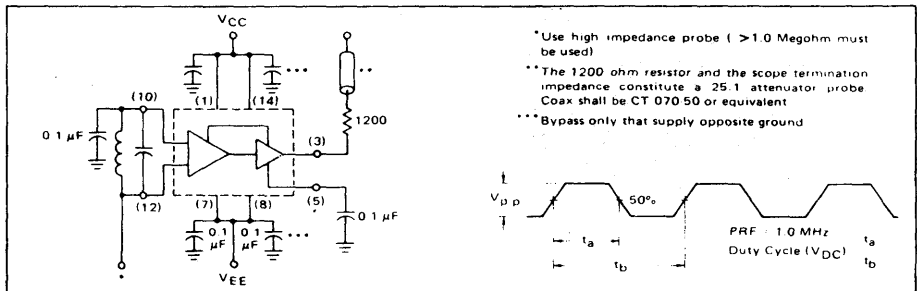 VCC
* Use high impedance probe ( >1.0 Megohm must
be used)
** The 1200 ohm resistor and the scope termination
impedance constitute a 25.1 attenuator probe
Coax shall be CT 070 50 or equivalent
*** Bypass only that supply opposite ground
...
**
(10)
(1)
(14)
1200
0 1 µF
(3)
(12)
(7)
(8)
(5)
0 1
µF
0 1
µF
...
0 1 µF
VEE
*
Vp p
50%
ta
tb
PRF 1.0 MHz
Duty Cycle (VDC)
ta
tb